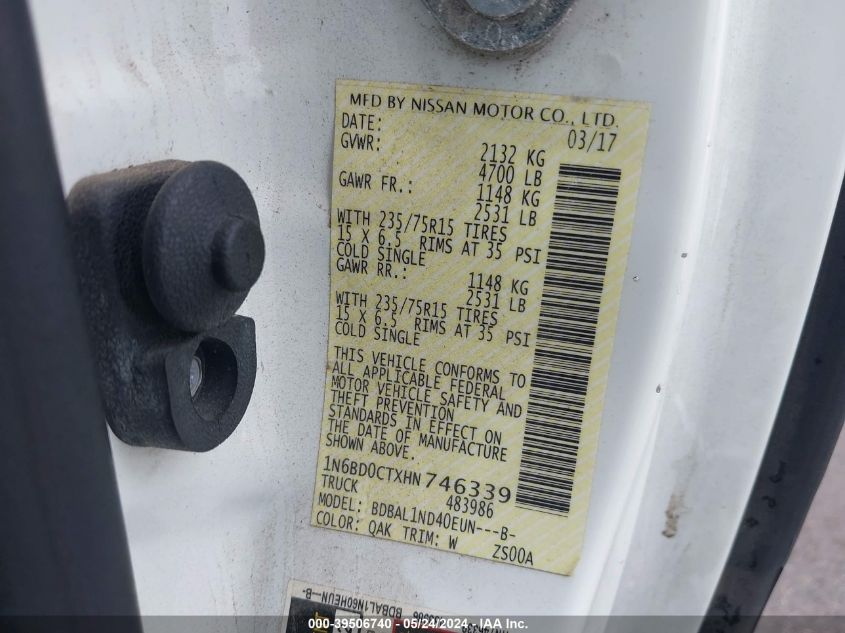 MFD BY NISSAN MOTOR CO., LTD.
DATE: 03/17
GVWR: 2132 KG
4700 LB
GAWR FR.: 1148 KG
2531 LB
WITH 235/75R15 TIRES
15 X 6.5 RIMS AT 35 PSI
COLD SINGLE
GAWR RR.: 1148 KG
2531 LB
WITH 235/75R15 TIRES
15 X 6.5 RIMS AT 35 PSI
COLD SINGLE
THIS VEHICLE CONFORMS TO
ALL APPLICABLE FEDERAL
MOTOR VEHICLE SAFETY AND
THEFT PREVENTION
STANDARDS IN EFFECT ON
THE DATE OF MANUFACTURE
SHOWN ABOVE.
1N6BD0CTXHN746339
TRUCK 483986
MODEL: BDBAL1ND40EUN---B-
COLOR: QAK TRIM: W ZS00A
BDBAL1N60HEUN--B-
000-39506740 - 05/24/2024 - IAA Inc.